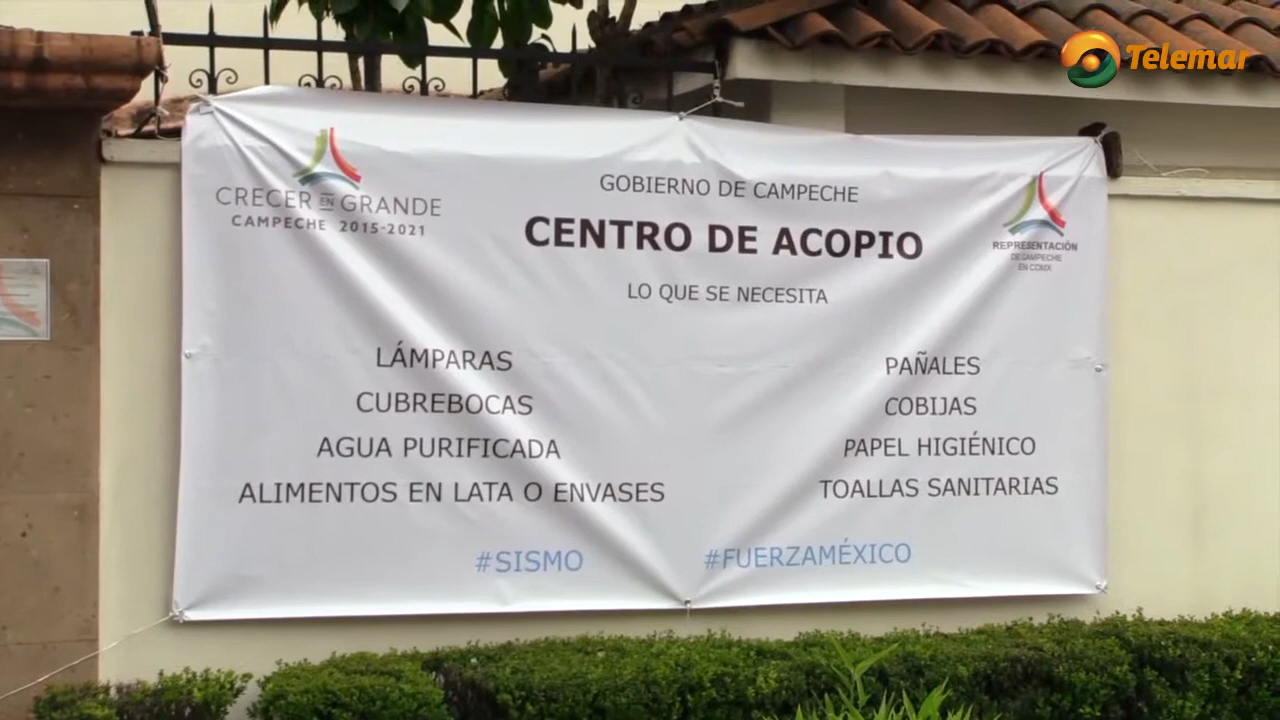 Telemar
CRECER EN GRANDE
CAMPECHE 2015-2021
GOBIERNO DE CAMPECHE
CENTRO DE ACOPIO
LO QUE SE NECESITA
REPRESENTACIÓN
DE CAMPECHE
EN CDMX
LÁMPARAS
CUBREBOCAS
AGUA PURIFICADA
ALIMENTOS EN LATA O ENVASES
PAÑALES
COBIJAS
PAPEL HIGIÉNICO
TOALLAS SANITARIAS
#SISMO
#FUERZAMÉXICO